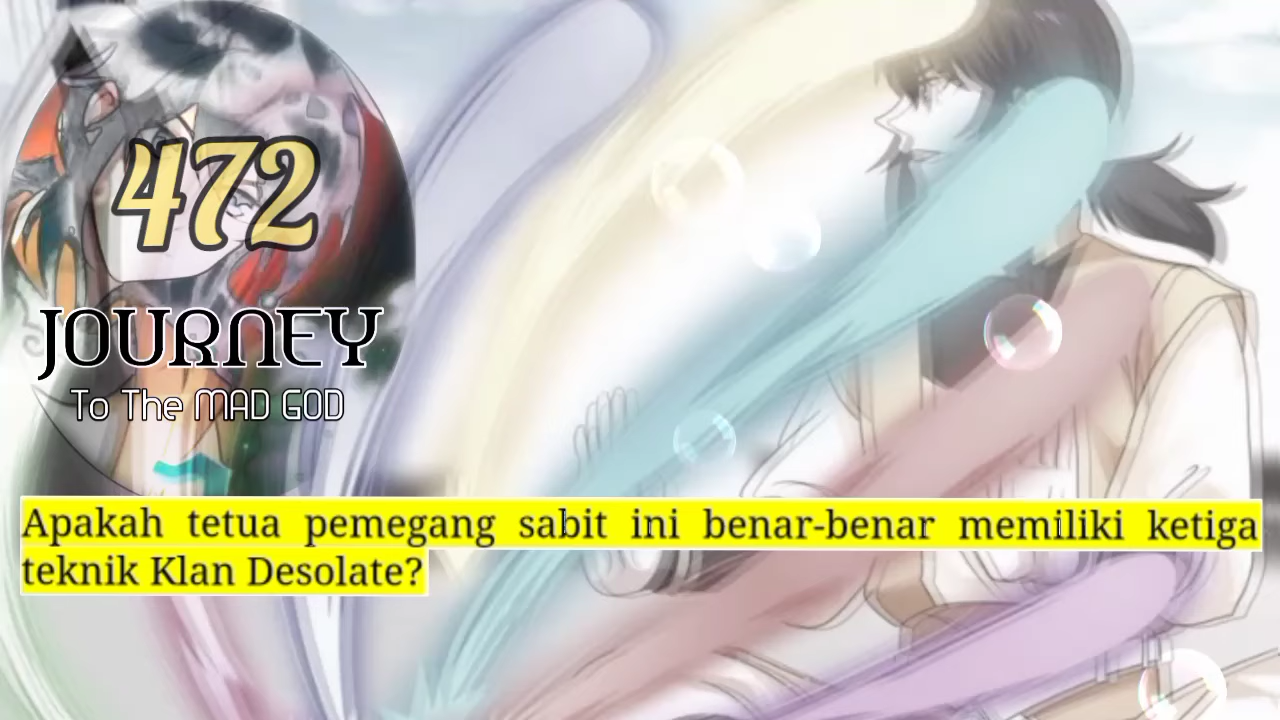 472
JOURNEY
To The MAD GOD
Apakah tetua pemegang sabit ini benar-benar memiliki ketiga
teknik Klan Desolate?